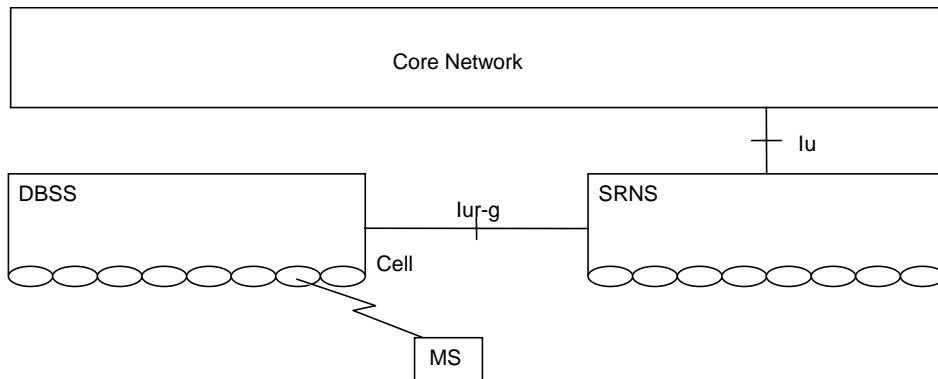 Core Network
Iu
DBSS
SRNS
Iur-g
Cell
MS